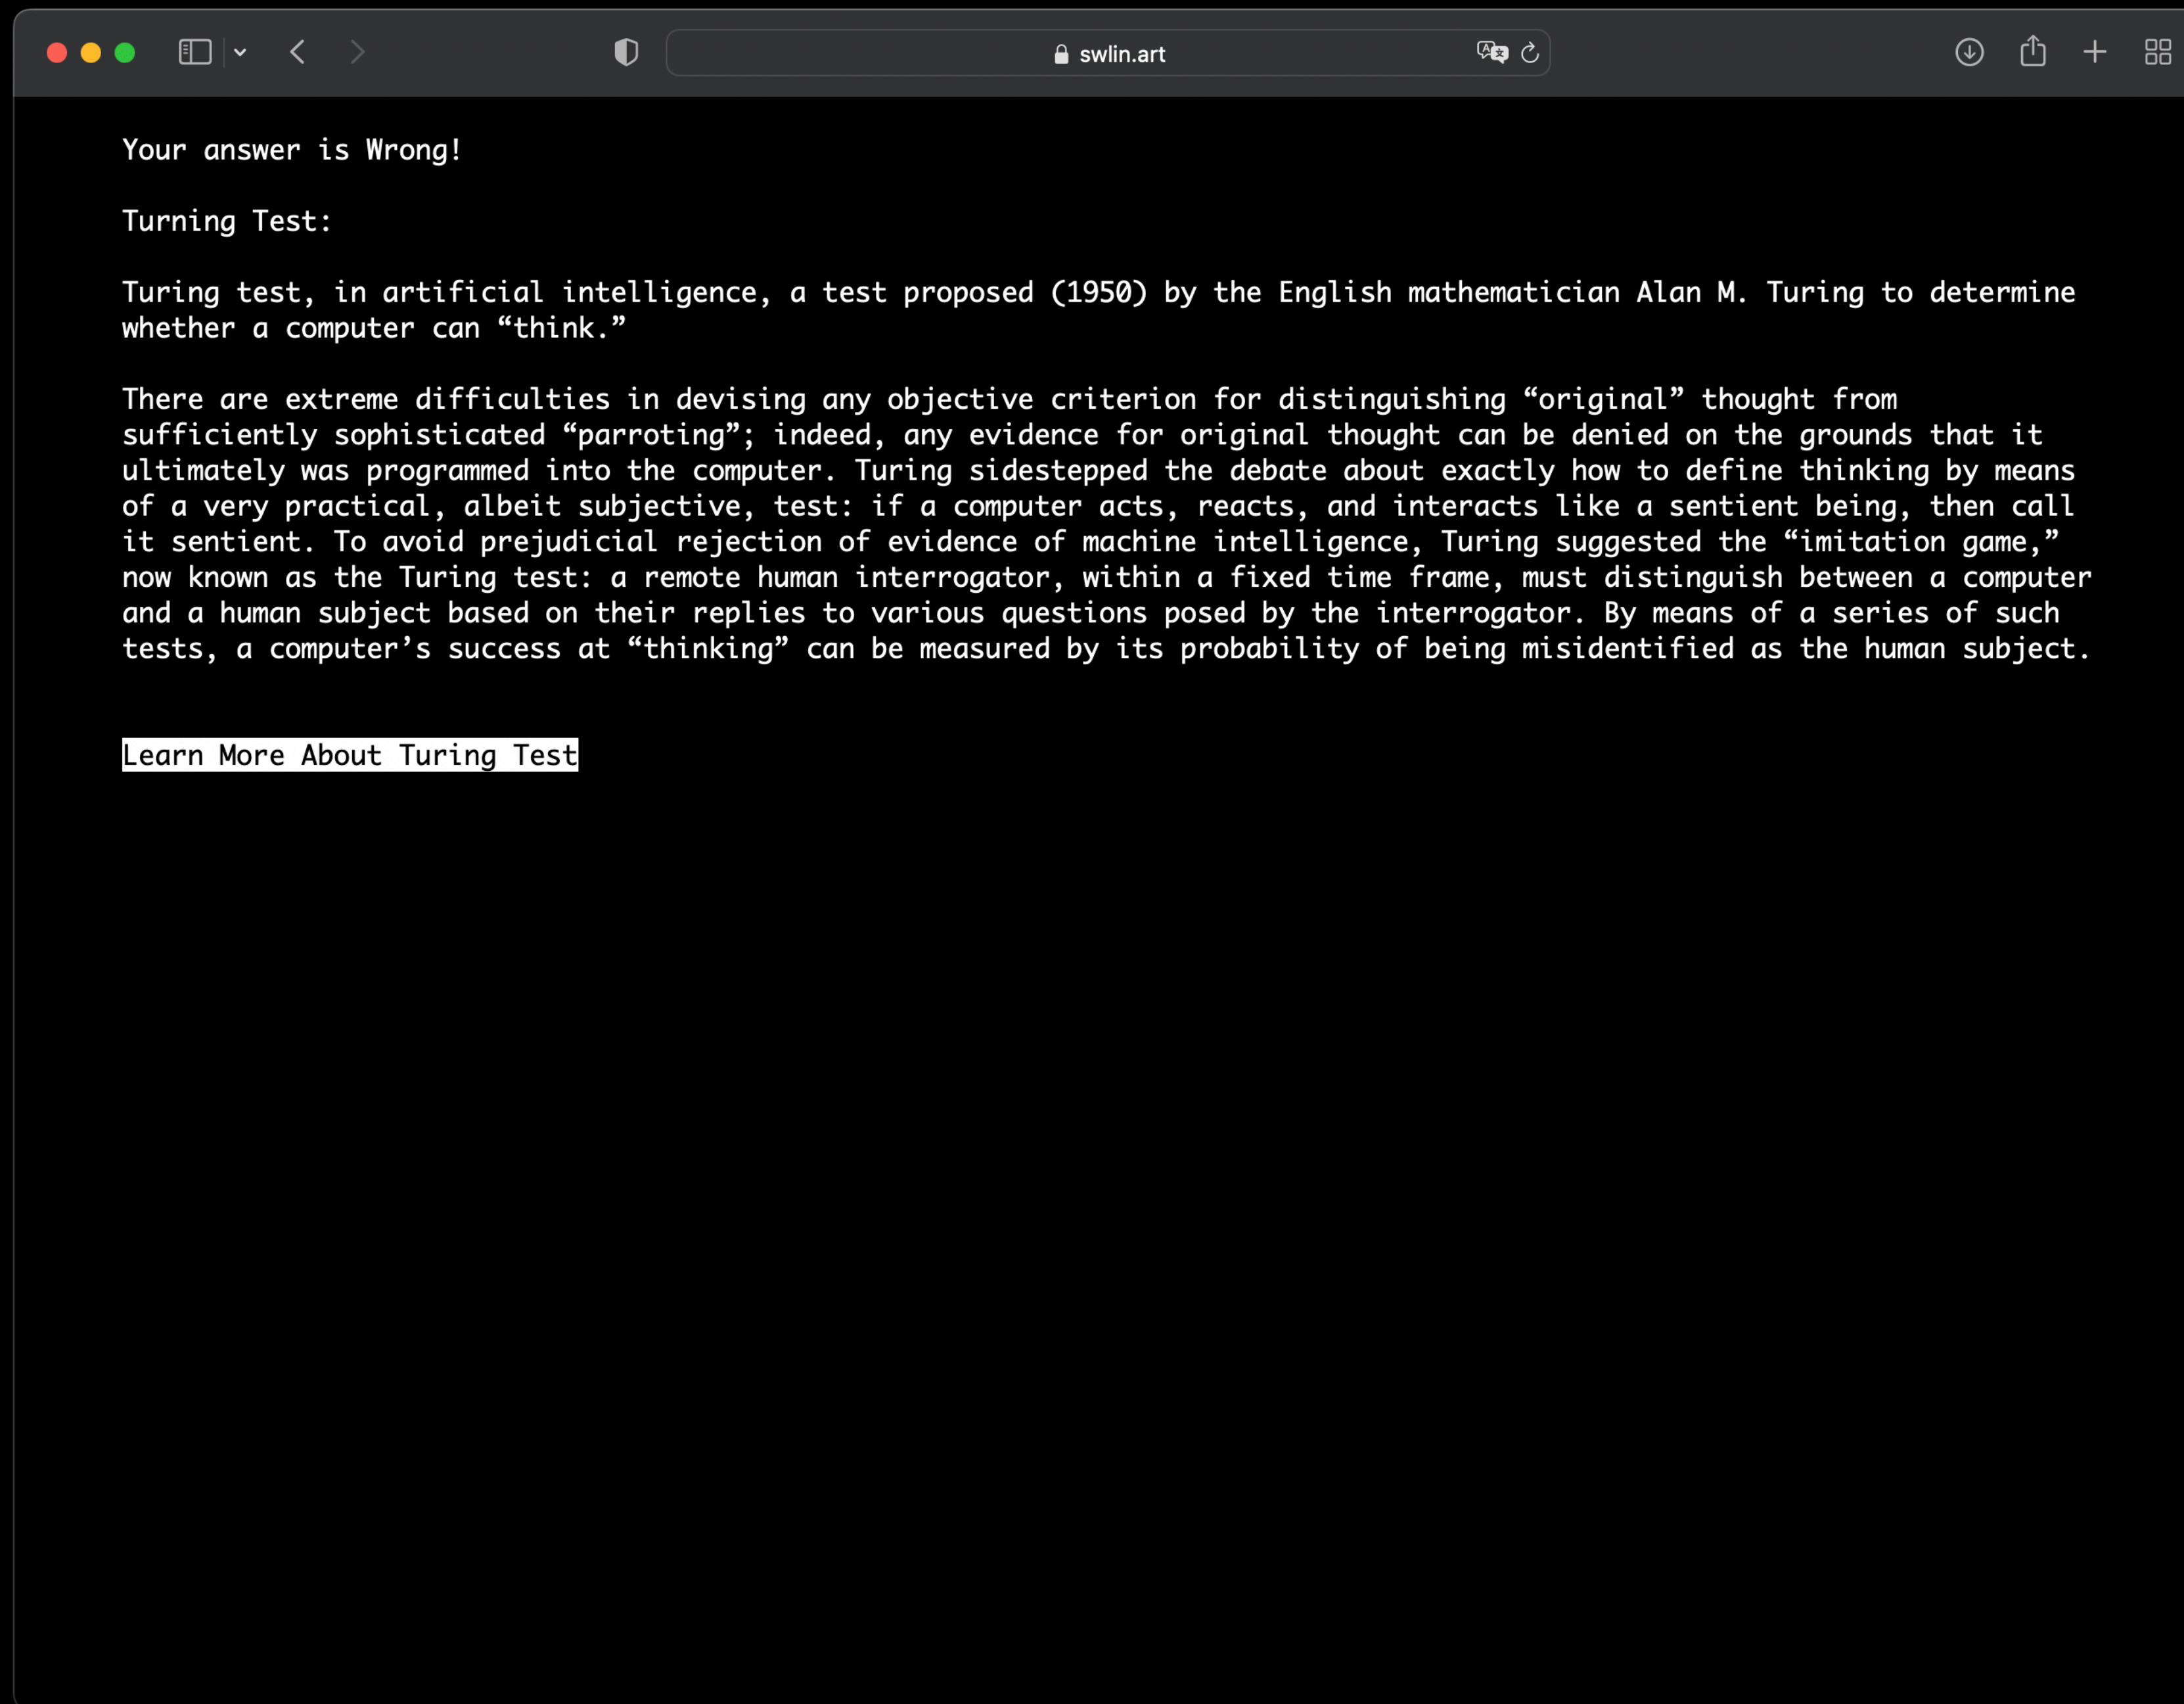 swlin.art
Your answer is Wrong!
Turning Test:
Turing test, in artificial intelligence, a test proposed (1950) by the English mathematician Alan M. Turing to determine
whether a computer can “think.”
There are extreme difficulties in devising any objective criterion for distinguishing “original” thought from
sufficiently sophisticated “parroting”; indeed, any evidence for original thought can be denied on the grounds that it
ultimately was programmed into the computer. Turing sidestepped the debate about exactly how to define thinking by means
of a very practical, albeit subjective, test: if a computer acts, reacts, and interacts like a sentient being, then call
it sentient. To avoid prejudicial rejection of evidence of machine intelligence, Turing suggested the “imitation game,”
now known as the Turing test: a remote human interrogator, within a fixed time frame, must distinguish between a computer
and a human subject based on their replies to various questions posed by the interrogator. By means of a series of such
tests, a computer’s success at “thinking” can be measured by its probability of being misidentified as the human subject.
Learn More About Turing Test